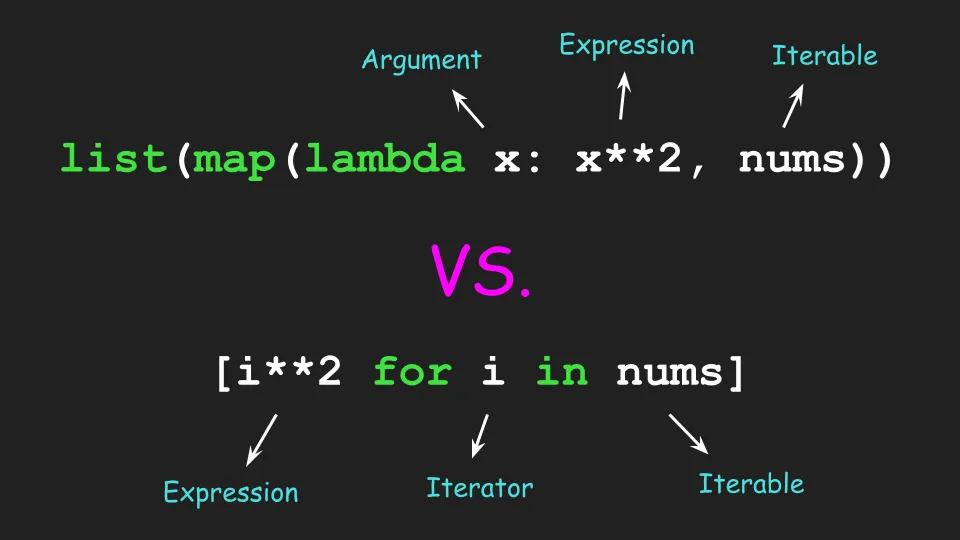 Argument Expression Iterable
list(map(lambda x: x**2, nums))
VS.
[i**2 for i in nums]
Expression Iterator Iterable